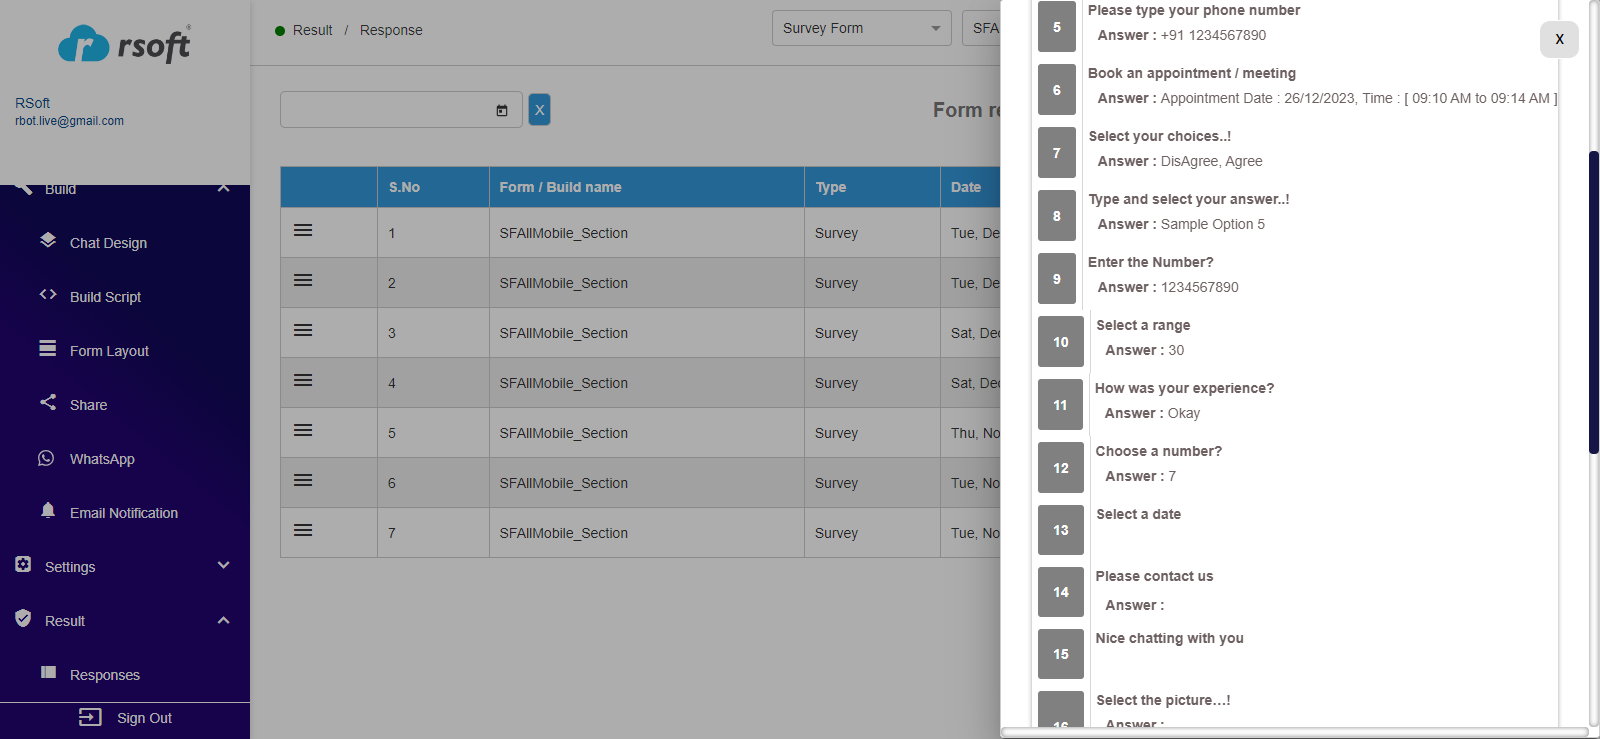 rsoft
RSoft
rbot.live@gmail.com
Build
Chat Design
Build Script
Form Layout
Share
WhatsApp
Email Notification
Settings
Result
Responses
Sign Out
Result / Response
Survey Form
SFA
X
Form re
S.No Form / Build name Type Date
1 SFAllMobile_Section Survey Tue, De
2 SFAllMobile_Section Survey Tue, De
3 SFAllMobile_Section Survey Sat, Dec
4 SFAllMobile_Section Survey Sat, Dec
5 SFAllMobile_Section Survey Thu, No
6 SFAllMobile_Section Survey Tue, No
7 SFAllMobile_Section Survey Tue, No
X
5 Please type your phone number
Answer : +91 1234567890
6 Book an appointment / meeting
Answer : Appointment Date : 26/12/2023, Time : [ 09:10 AM to 09:14 AM ]
7 Select your choices..!
Answer : DisAgree, Agree
8 Type and select your answer..!
Answer : Sample Option 5
9 Enter the Number?
Answer : 1234567890
10 Select a range
Answer : 30
11 How was your experience?
Answer : Okay
12 Choose a number?
Answer : 7
13 Select a date
14 Please contact us
Answer :
15 Nice chatting with you
16 Select the picture...!
Answer :